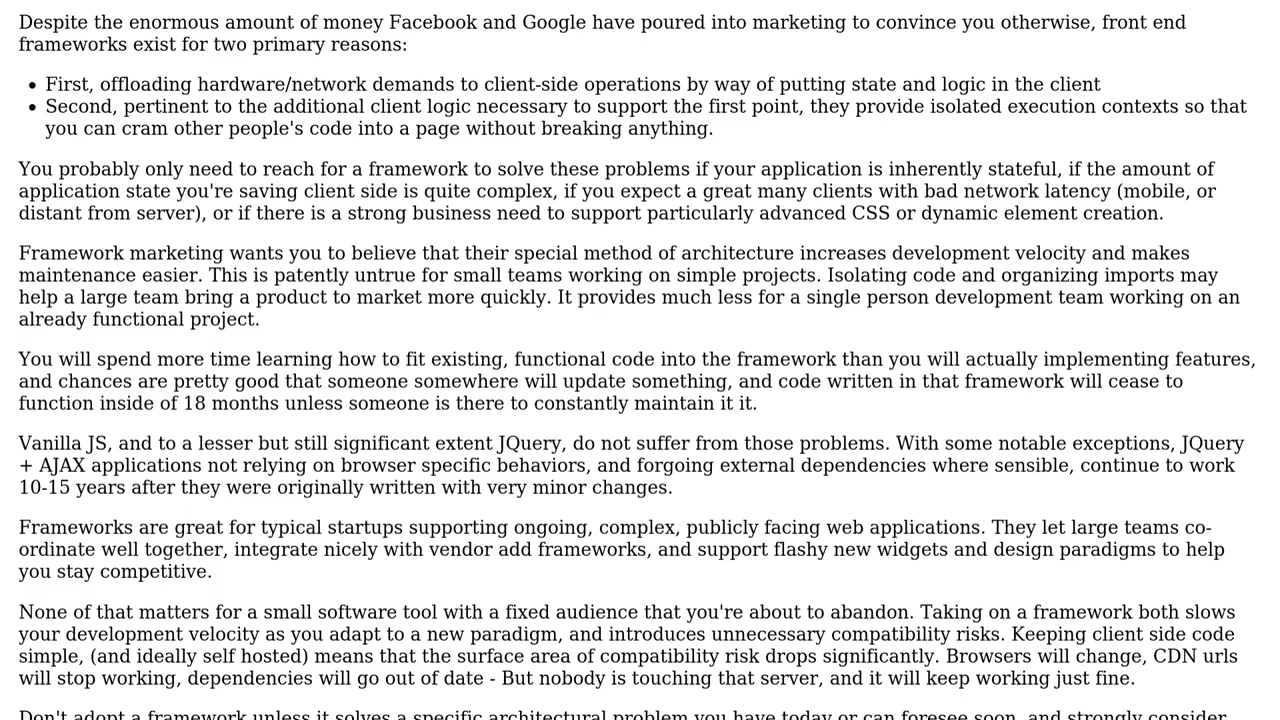 Despite the enormous amount of money Facebook and Google have poured into marketing to convince you otherwise, front end
frameworks exist for two primary reasons:
• First, offloading hardware/network demands to client-side operations by way of putting state and logic in the client
• Second, pertinent to the additional client logic necessary to support the first point, they provide isolated execution contexts so that
you can cram other people's code into a page without breaking anything.
You probably only need to reach for a framework to solve these problems if your application is inherently stateful, if the amount of
application state you're saving client side is quite complex, if you expect a great many clients with bad network latency (mobile, or
distant from server), or if there is a strong business need to support particularly advanced CSS or dynamic element creation.
Framework marketing wants you to believe that their special method of architecture increases development velocity and makes
maintenance easier. This is patently untrue for small teams working on simple projects. Isolating code and organizing imports may
help a large team bring a product to market more quickly. It provides much less for a single person development team working on an
already functional project.
You will spend more time learning how to fit existing, functional code into the framework than you will actually implementing features,
and chances are pretty good that someone somewhere will update something, and code written in that framework will cease to
function inside of 18 months unless someone is there to constantly maintain it it.
Vanilla JS, and to a lesser but still significant extent JQuery, do not suffer from those problems. With some notable exceptions, JQuery
+ AJAX applications not relying on browser specific behaviors, and forgoing external dependencies where sensible, continue to work
10-15 years after they were originally written with very minor changes.
Frameworks are great for typical startups supporting ongoing, complex, publicly facing web applications. They let large teams co-
ordinate well together, integrate nicely with vendor add frameworks, and support flashy new widgets and design paradigms to help
you stay competitive.
None of that matters for a small software tool with a fixed audience that you're about to abandon. Taking on a framework both slows
your development velocity as you adapt to a new paradigm, and introduces unnecessary compatibility risks. Keeping client side code
simple, (and ideally self hosted) means that the surface area of compatibility risk drops significantly. Browsers will change, CDN urls
will stop working, dependencies will go out of date - But nobody is touching that server, and it will keep working just fine.
Don't adopt a framework unless it solves a specific architectural problem you have today or can foresee soon, and strongly consider